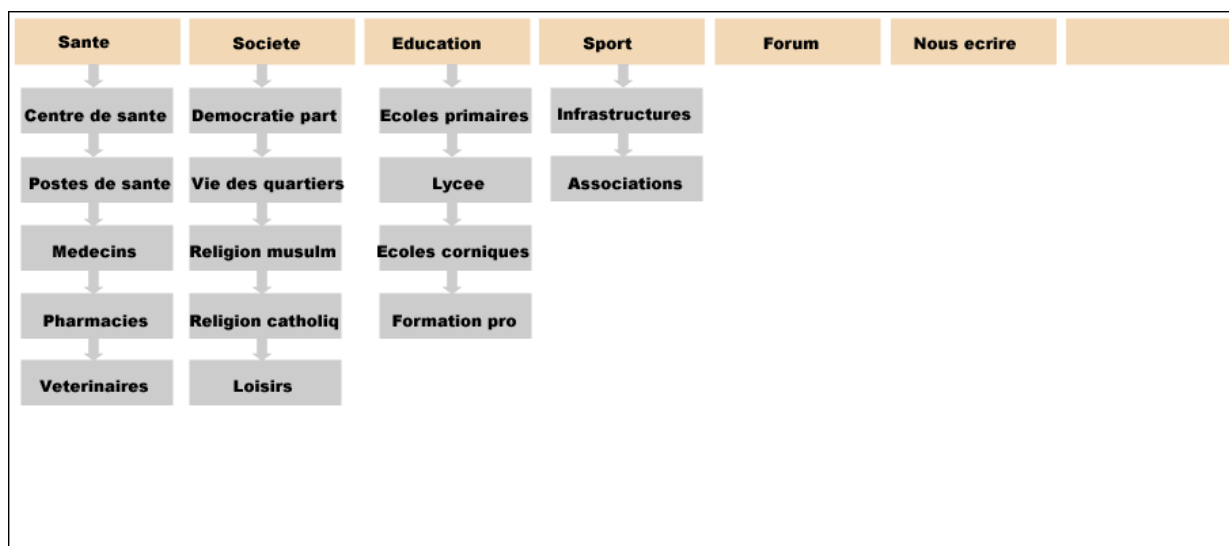 Sante
Societe
Education
Sport
Forum
Nous ecrire
Centre de sante
Democratie part
Ecoles primaires
Infrastructures
Postes de sante
Vie des quartiers
Lycee
Associations
Medecins
Religion musulm
Ecoles corniques
Pharmacies
Religion catholiq
Formation pro
Veterinaires
Loisirs